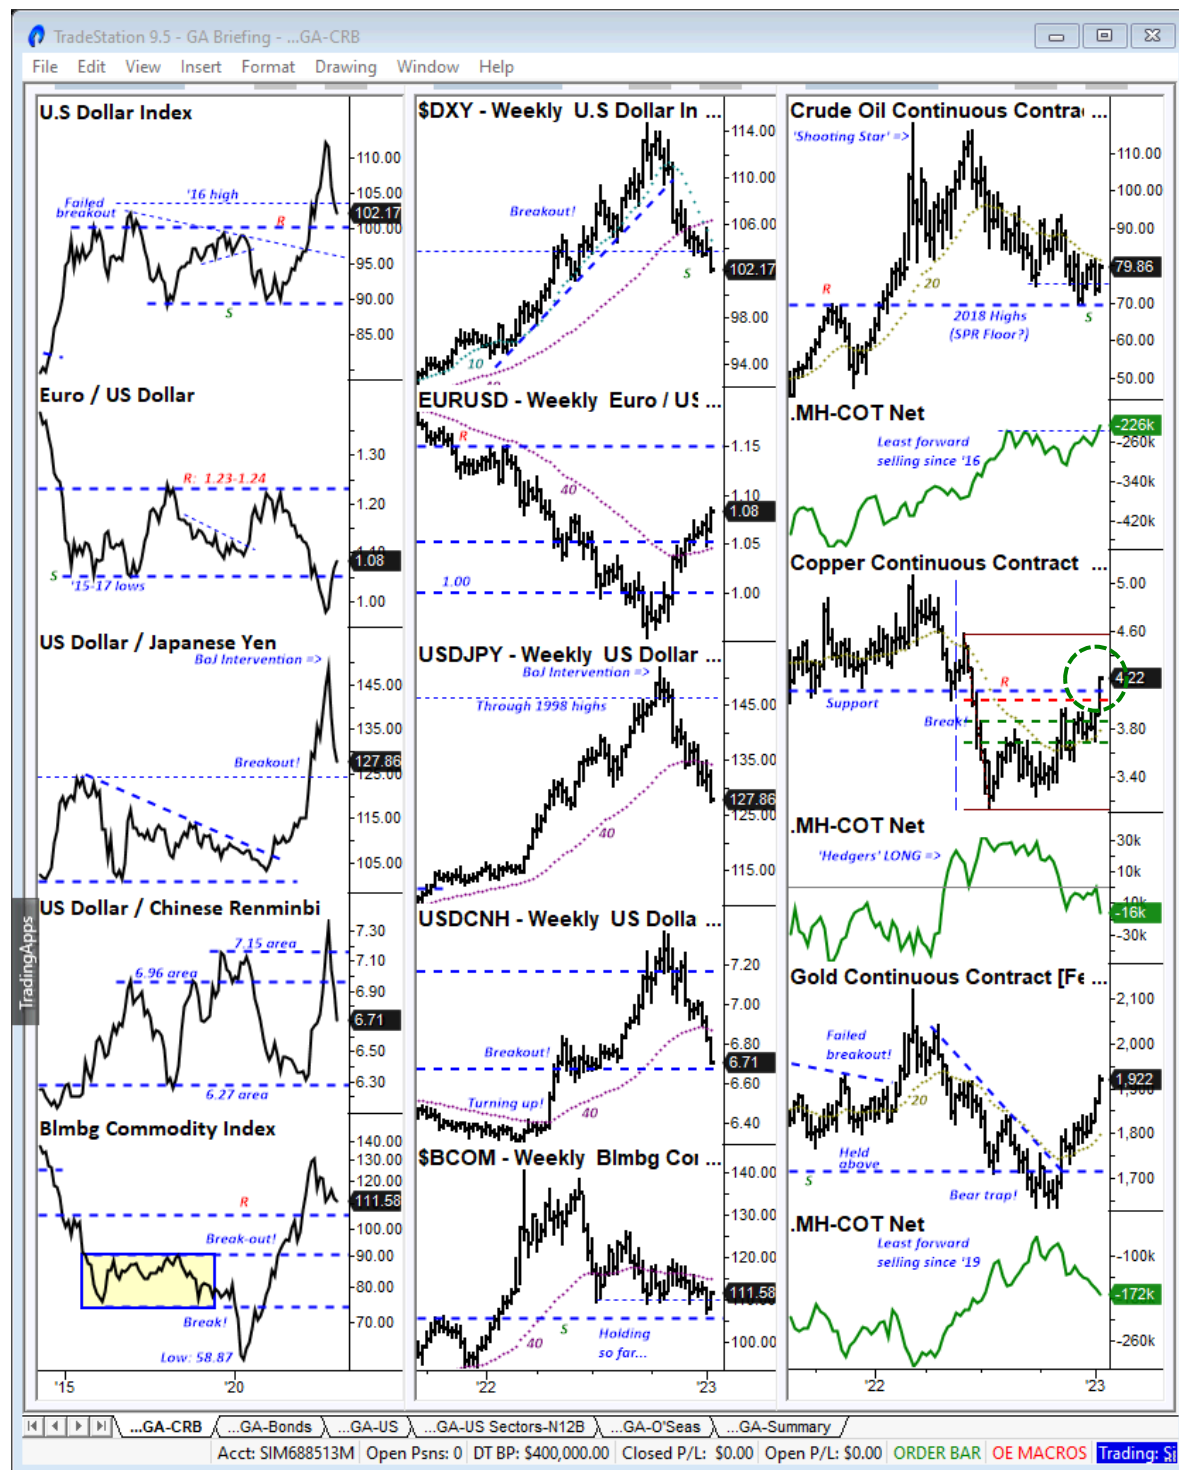 TradeStation 9.5 - GA Briefing - ...GA-CRB
File Edit View Insert Format Drawing Window Help
U.S Dollar Index
110.00
105.00
102.17
100.00
95.00
90.00
85.00
Failed
breakout
'16 high
R
S
Euro / US Dollar
1.30
1.20
1.08
1.00
R: 1.23-1.24
S
'15-17 lows
US Dollar / Japanese Yen
BoJ Intervention =>
145.00
135.00
127.86
125.00
115.00
105.00
Breakout!
US Dollar / Chinese Renminbi
7.30
7.10
6.90
6.71
6.50
6.30
7.15 area
6.96 area
6.27 area
Blmbg Commodity Index
140.00
130.00
120.00
111.58
100.00
90.00
80.00
70.00
R
Break-out!
Break!
Low: 58.87
'15 '20
$DXY - Weekly U.S Dollar In ...
114.00
110.00
106.00
102.17
98.00
94.00
Breakout!
S
10
EURUSD - Weekly Euro / US ...
1.15
1.10
1.08
1.05
1.00
R
40
1.00
USDJPY - Weekly US Dollar ...
BoJ Intervention =>
Through 1998 highs
145.00
135.00
127.86
125.00
115.00
40
USDCNH - Weekly US Dolla ...
7.20
7.00
6.80
6.71
6.60
6.40
Breakout!
Turning up!
40
$BCOM - Weekly Blmbg Cor ...
140.00
130.00
120.00
111.58
100.00
S
40
Holding
so far...
'22 '23
Crude Oil Continuous Contra ...
'Shooting Star' =>
110.00
100.00
90.00
79.86
70.00
60.00
50.00
R
20
2018 Highs
(SPR Floor?)
S
.MH-COT Net
-226k
-260k
-340k
-420k
Least forward
selling since '16
Copper Continuous Contract ...
5.00
4.60
4.22
3.80
3.40
R
Support
Break!
.MH-COT Net
30k
10k
-10k
-16k
-30k
'Hedgers' LONG =>
Gold Continuous Contract [Fe ...
2,100
2,000
1,922
1,900
1,800
1,700
Failed
breakout!
20
Held
above
S
Bear trap!
.MH-COT Net
Least forward
selling since '19
-100k
-172k
-260k
'22 '23
TradingApps
...GA-CRB ...GA-Bonds ...GA-US ...GA-US Sectors-N12B ...GA-O'Seas ...GA-Summary
Acct: SIM688513M Open Psns: 0 DT BP: $400,000.00 Closed P/L: $0.00 Open P/L: $0.00 ORDER BAR OE MACROS Trading: Si